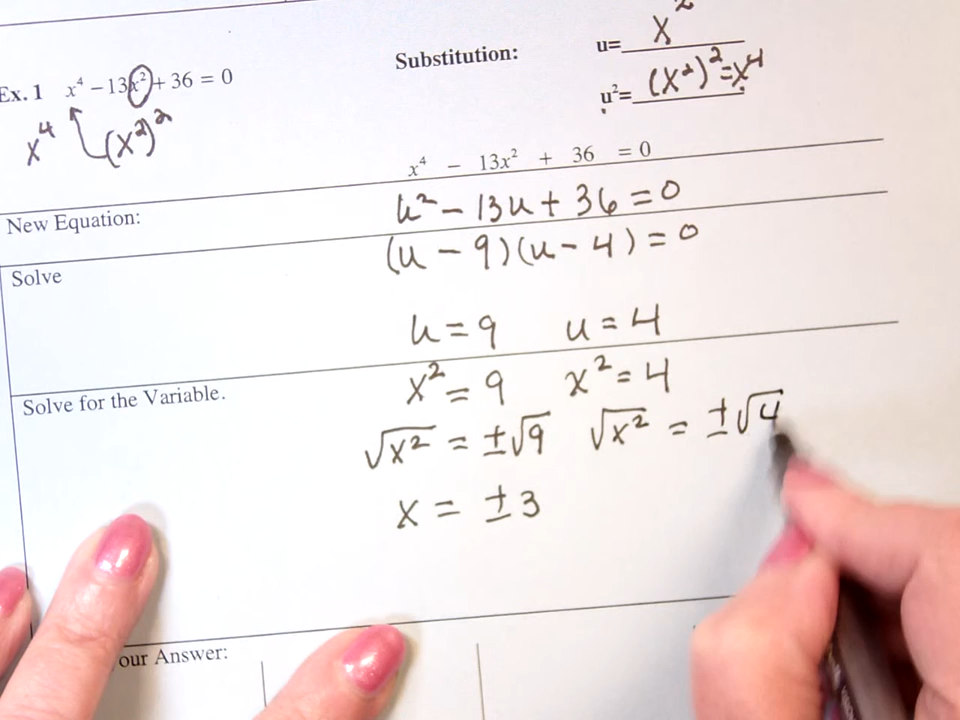 Substitution:
u= x²
u²= (x²)²=x⁴
Ex. 1 x⁴ − 13x² + 36 = 0
x⁴ (x²)²
x⁴ − 13x² + 36 = 0
New Equation:
u² − 13u + 36 = 0
Solve
(u − 9)(u − 4) = 0
u = 9 u = 4
Solve for the Variable.
x² = 9 x² = 4
√x² = ±√9 √x² = ±√4
x = ±3
our Answer: